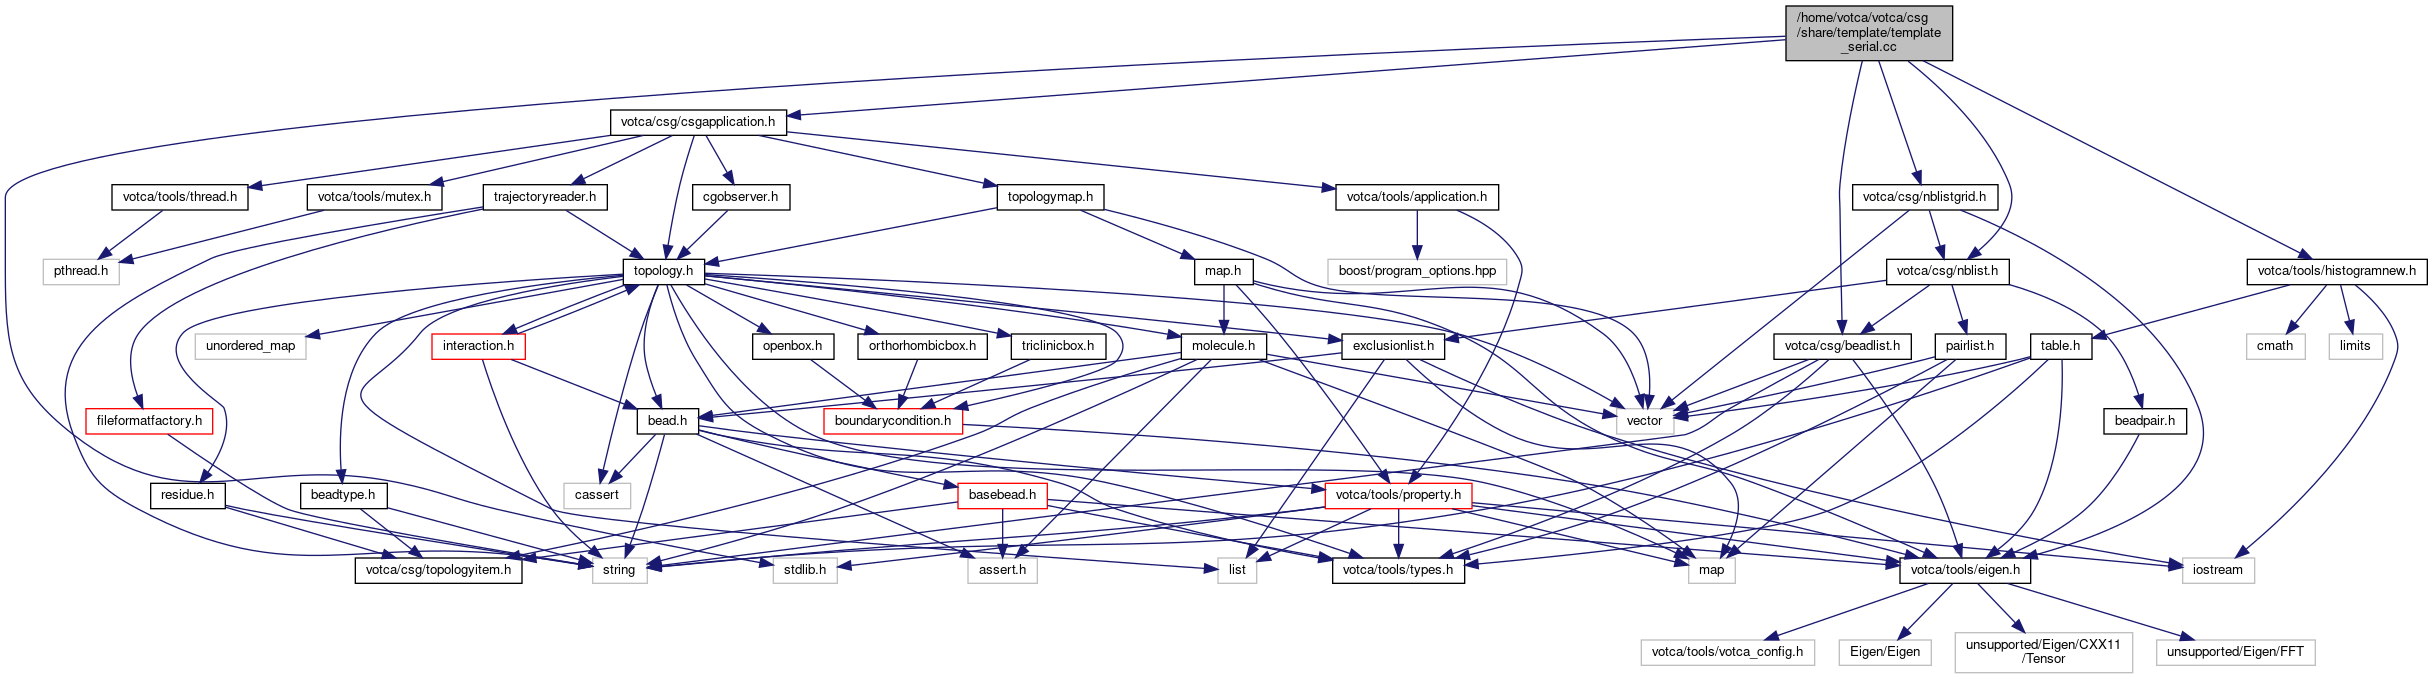 /home/votca/votca/csg
/share/template/template
_serial.cc
votca/csg/csgapplication.h
votca/tools/thread.h
votca/tools/mutex.h
trajectoryreader.h
cgobserver.h
topologymap.h
votca/tools/application.h
votca/csg/nblistgrid.h
pthread.h
topology.h
map.h
boost/program_options.hpp
votca/csg/nblist.h
votca/tools/histogramnew.h
unordered_map
interaction.h
openbox.h
orthorhombicbox.h
triclinicbox.h
molecule.h
exclusionlist.h
votca/csg/beadlist.h
pairlist.h
table.h
cmath
limits
fileformatfactory.h
bead.h
boundarycondition.h
vector
beadpair.h
residue.h
beadtype.h
cassert
basebead.h
votca/tools/property.h
votca/csg/topologyitem.h
string
stdlib.h
assert.h
list
votca/tools/types.h
map
votca/tools/eigen.h
iostream
votca/tools/votca_config.h
Eigen/Eigen
unsupported/Eigen/CXX11
/Tensor
unsupported/Eigen/FFT